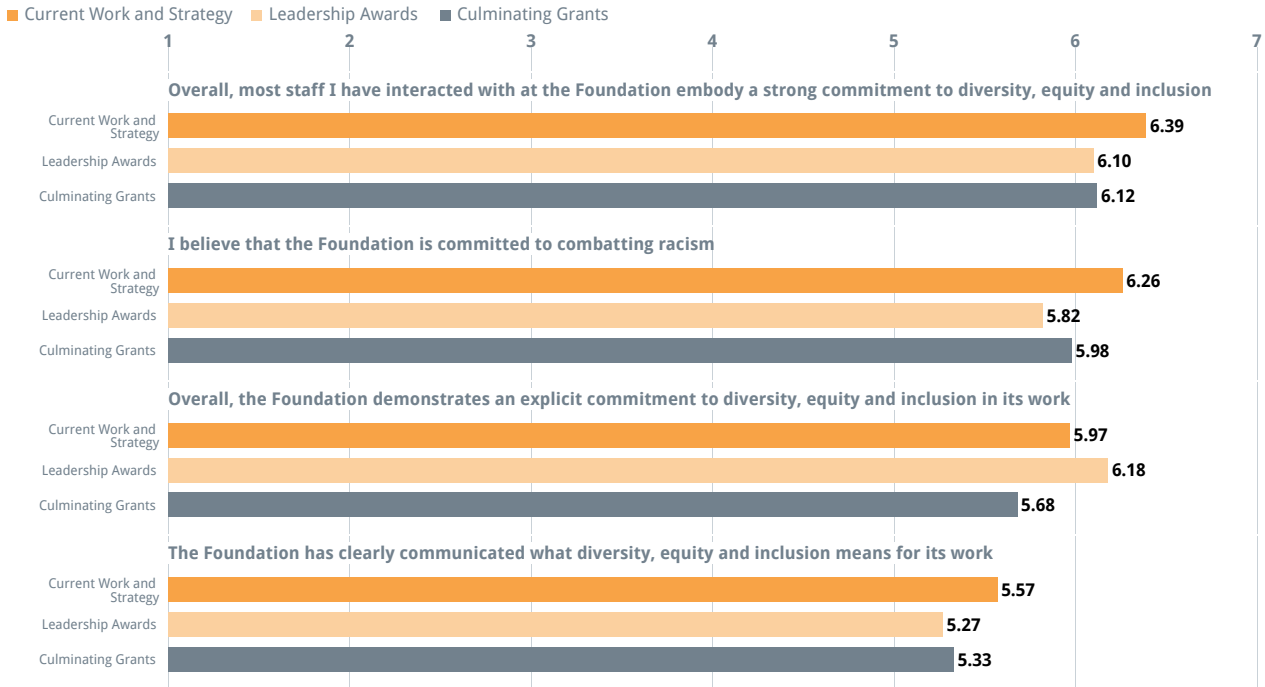 Current Work and Strategy Leadership Awards Culminating Grants
1 2 3 4 5 6 7
Overall, most staff I have interacted with at the Foundation embody a strong commitment to diversity, equity and inclusion
Current Work and
Strategy
6.39
Leadership Awards 6.10
Culminating Grants 6.12
I believe that the Foundation is committed to combatting racism
Current Work and
Strategy
6.26
Leadership Awards 5.82
Culminating Grants 5.98
Overall, the Foundation demonstrates an explicit commitment to diversity, equity and inclusion in its work
Current Work and
Strategy
5.97
Leadership Awards 6.18
Culminating Grants 5.68
The Foundation has clearly communicated what diversity, equity and inclusion means for its work
Current Work and
Strategy
5.57
Leadership Awards 5.27
Culminating Grants 5.33